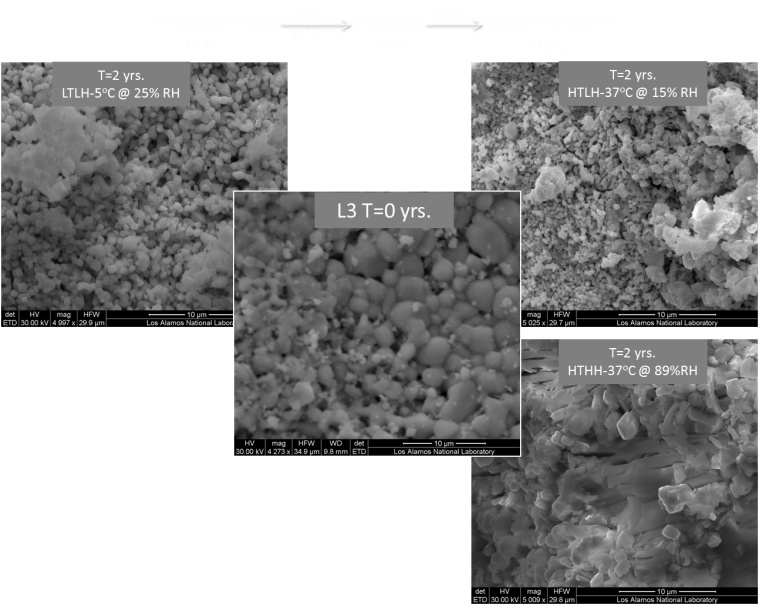 T=2 yrs.
LTLH-5°C @ 25% RH
T=2 yrs.
HTLH-37°C @ 15% RH
L3 T=0 yrs.
det HV mag HFW 10 µm
ETD 30.00 kV 4 997 x 29.9 µm Los Alamos National Labora
HFW 10 µm
5 025 x 29.7 µm Los Alamos National Laboratory
T=2 yrs.
HTHH-37°C @ 89%RH
HV mag HFW WD det 10 µm
30.00 kV 4 273 x 34.9 µm 9.8 mm ETD Los Alamos National Laboratory
det HV mag HFW 10 µm
ETD 30.00 kV 5 009 x 29.8 µm Los Alamos National Laboratory